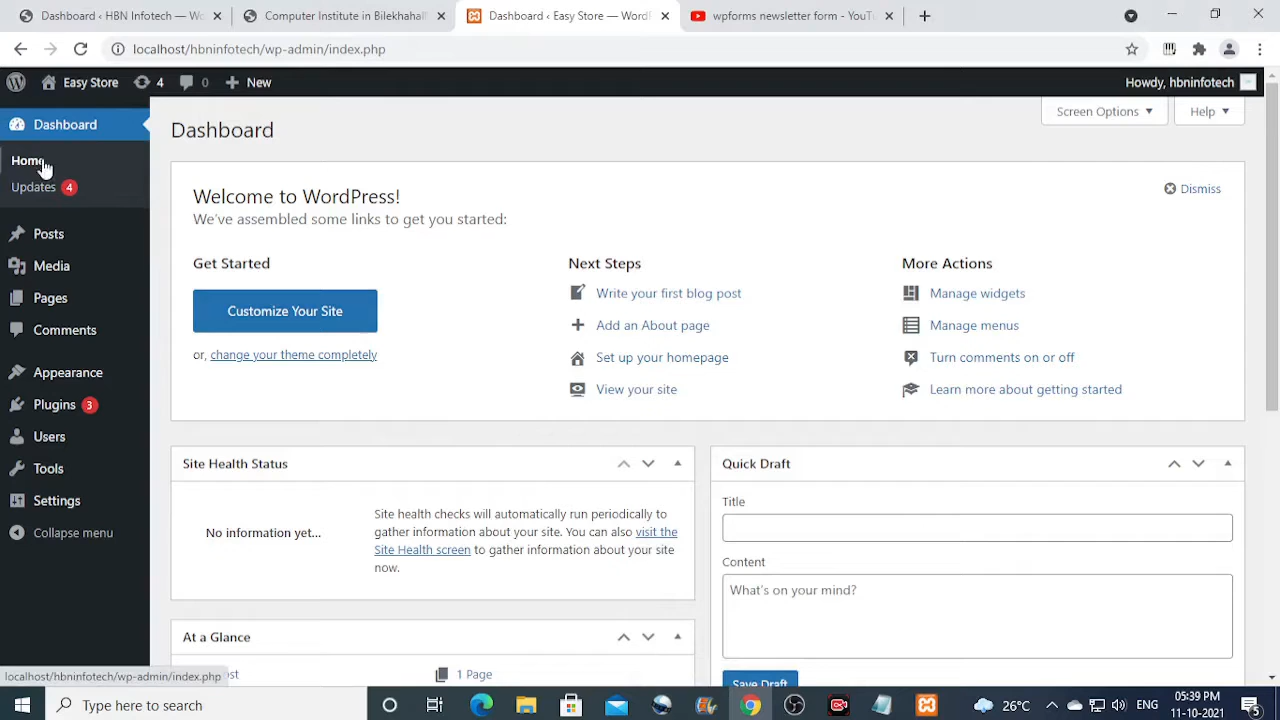 Dashboard ‹ HBN Infotech — Wo
Computer Institute in Bilekhahalli
Dashboard ‹ Easy Store — WordPr
wpforms newsletter form - YouTu
localhost/hbninfotech/wp-admin/index.php
Easy Store
4
0
New
Howdy, hbninfotech
Dashboard
Home
Updates 4
Posts
Media
Pages
Comments
Appearance
Plugins 3
Users
Tools
Settings
Collapse menu
Dashboard
Screen Options
Help
Welcome to WordPress!
We've assembled some links to get you started:
Dismiss
Get Started
Customize Your Site
or, change your theme completely
Next Steps
Write your first blog post
Add an About page
Set up your homepage
View your site
More Actions
Manage widgets
Manage menus
Turn comments on or off
Learn more about getting started
Site Health Status
No information yet...
Site health checks will automatically run periodically to
gather information about your site. You can also visit the
Site Health screen to gather information about your site
now.
Quick Draft
Title
Content
What's on your mind?
Save Draft
At a Glance
1 Page
localhost/hbninfotech/wp-admin/index.php
Type here to search
26°C
ENG
05:39 PM
11-10-2021
5